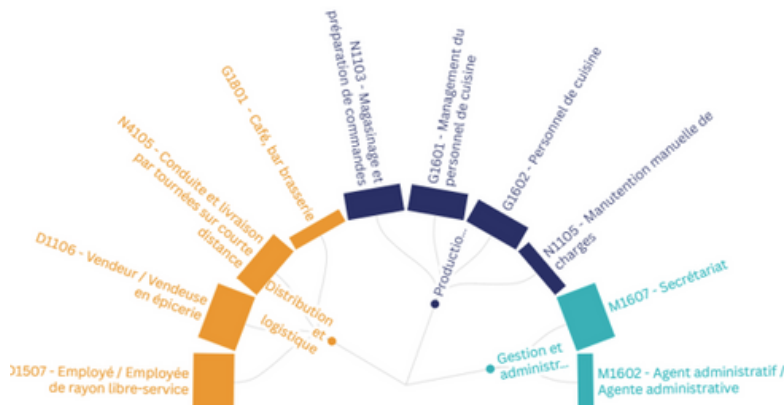 D1507 - Employé / Employée
de rayon libre-service
D1106 - Vendeur / Vendeuse
en épicerie
N4105 - Conduite et livraison
par tournées sur courte
distance
G1801 - Café, bar brasserie
N1103 - Magasinage et
préparation de commandes
G1601 - Management du
personnel de cuisine
G1602 - Personnel de cuisine
N1105 - Manutention manuelle de
charges
M1607 - Secrétariat
M1602 - Agent administratif /
Agente administrative
Distribution
et
logistique
Productio...
Gestion et
administr...